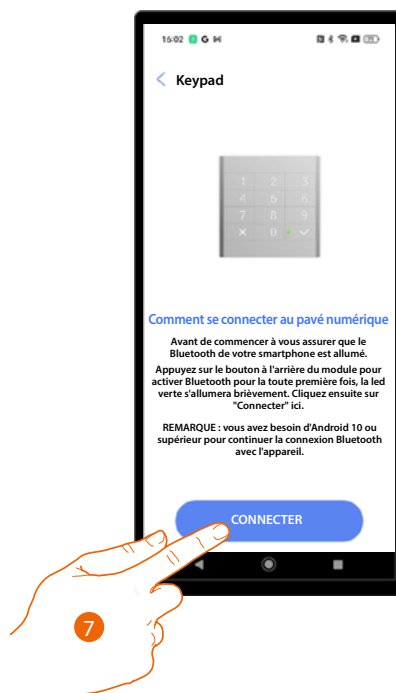 16:02 G
Keypad
1 2 3
4 5 6
7 8 9
× 0 ✓
Comment se connecter au pavé numérique
Avant de commencer à vous assurer que le
Bluetooth de votre smartphone est allumé.
Appuyez sur le bouton à l'arrière du module pour
activer Bluetooth pour la toute première fois, la led
verte s'allumera brièvement. Cliquez ensuite sur
"Connecter" ici.
REMARQUE : vous avez besoin d'Android 10 ou
supérieur pour continuer la connexion Bluetooth
avec l'appareil.
CONNECTER
7